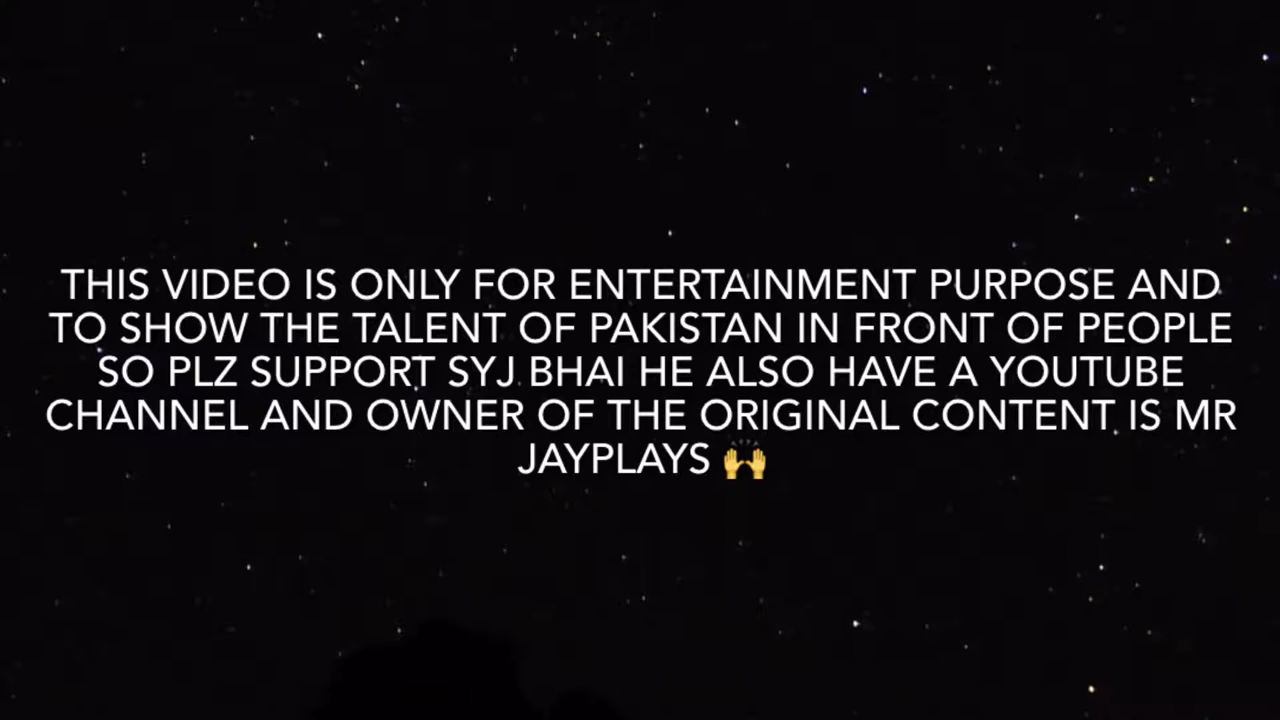 THIS VIDEO IS ONLY FOR ENTERTAINMENT PURPOSE AND
TO SHOW THE TALENT OF PAKISTAN IN FRONT OF PEOPLE
SO PLZ SUPPORT SYJ BHAI HE ALSO HAVE A YOUTUBE
CHANNEL AND OWNER OF THE ORIGINAL CONTENT IS MR
JAYPLAYS 🙌